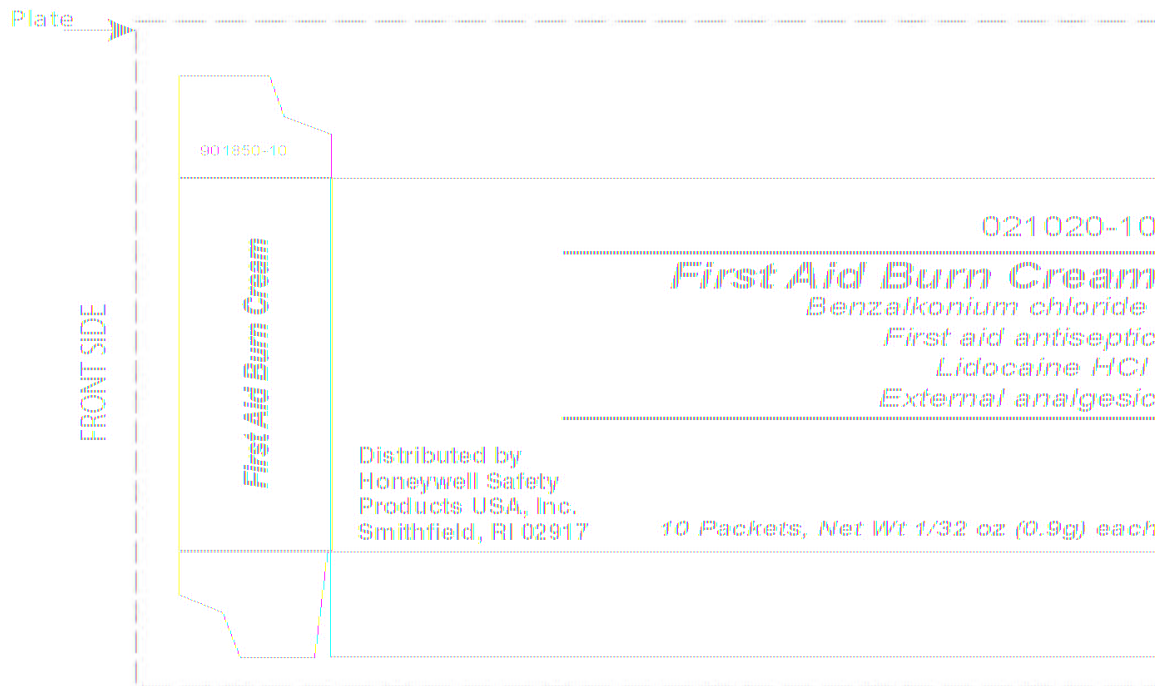 Plate
901850-10
021020-10
First Aid Burn Cream
Benzalkonium chloride
First aid antiseptic
Lidocaine HCl
External analgesic
FRONT SIDE
First Aid Burn Cream
Distributed by
Honeywell Safety
Products USA, Inc.
Smithfield, RI 02917
10 Packets, Net Wt 1/32 oz (0.9g) each